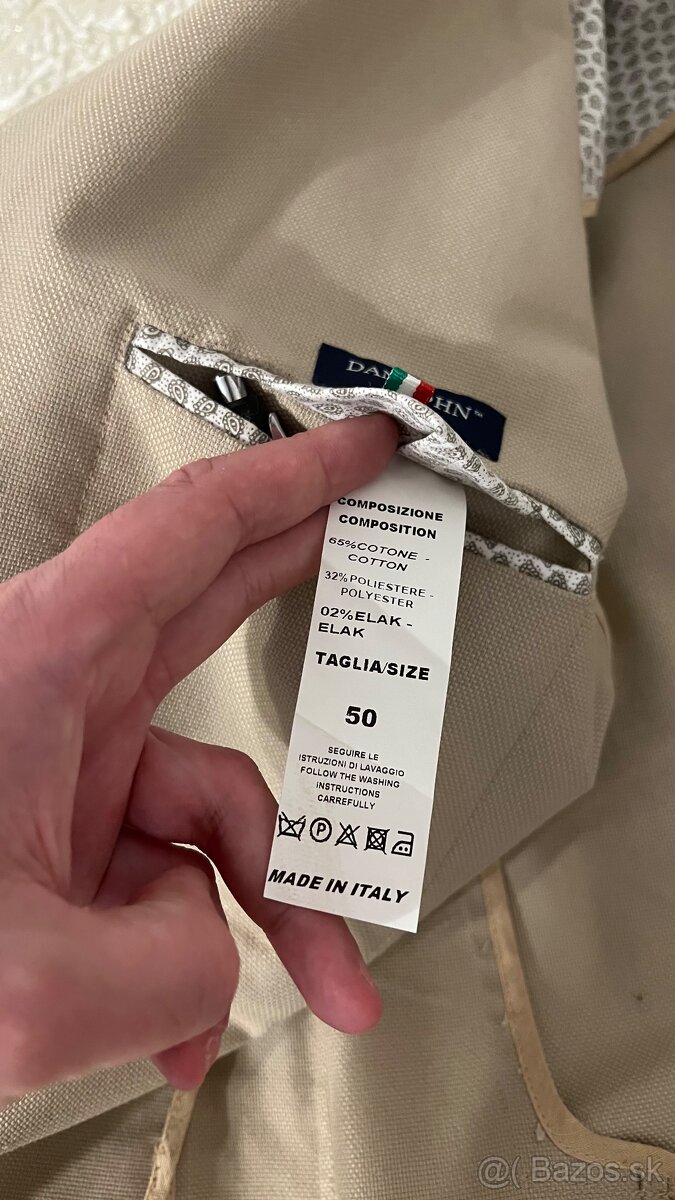 COMPOSIZIONE
COMPOSITION
65%COTONE -
COTTON
32%POLIESTERE -
POLYESTER
02%ELAK -
ELAK
TAGLIA/SIZE
50
SEGUIRE LE
ISTRUZIONI DI LAVAGGIO
FOLLOW THE WASHING
INSTRUCTIONS
CARREFULLY
P
MADE IN ITALY
@( Bazos.sk